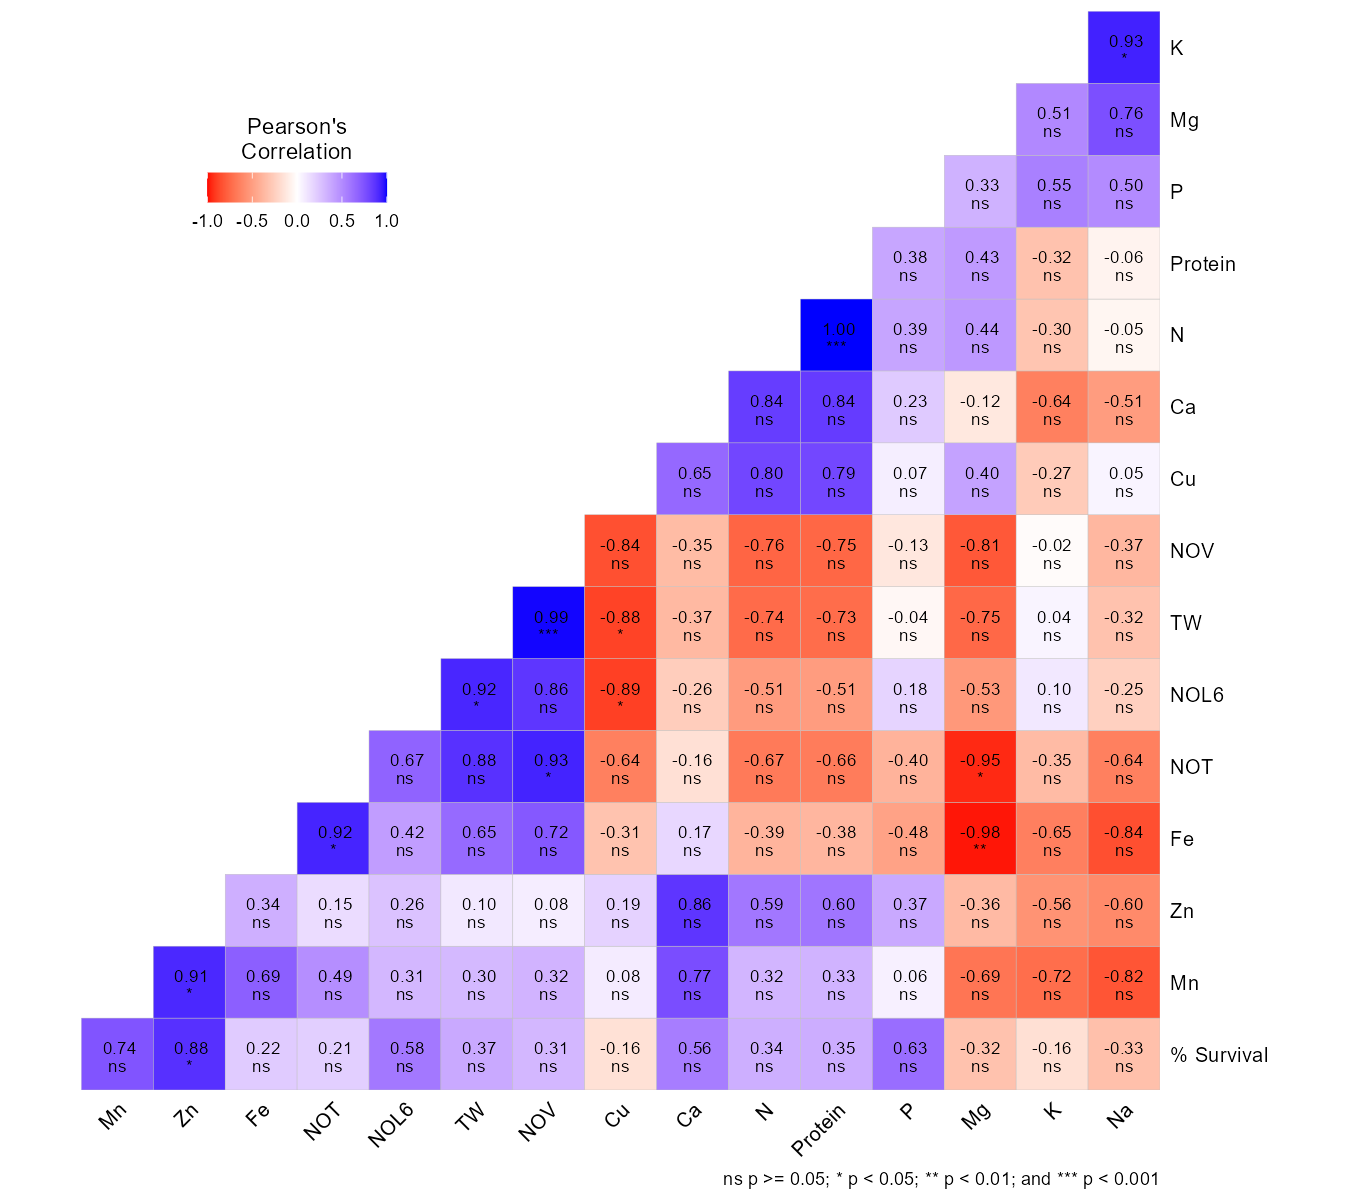 0.93 K
*
Pearson's
Correlation
-1.0 -0.5 0.0 0.5 1.0
0.51 0.76 Mg
ns ns
0.33 0.55 0.50 P
ns ns ns
0.38 0.43 -0.32 -0.06 Protein
ns ns ns ns
1.00 0.39 0.44 -0.30 -0.05 N
*** ns ns ns ns
0.84 0.84 0.23 -0.12 -0.64 -0.51 Ca
ns ns ns ns ns ns
0.65 0.80 0.79 0.07 0.40 -0.27 0.05 Cu
ns ns ns ns ns ns ns
-0.84 -0.35 -0.76 -0.75 -0.13 -0.81 -0.02 -0.37 NOV
ns ns ns ns ns ns ns ns
0.99 -0.88 -0.37 -0.74 -0.73 -0.04 -0.75 0.04 -0.32 TW
*** * ns ns ns ns ns ns ns
0.92 0.86 -0.89 -0.26 -0.51 -0.51 0.18 -0.53 0.10 -0.25 NOL6
* ns * ns ns ns ns ns ns ns
0.67 0.88 0.93 -0.64 -0.16 -0.67 -0.66 -0.40 -0.95 -0.35 -0.64 NOT
ns ns * ns ns ns ns ns * ns ns
0.92 0.42 0.65 0.72 -0.31 0.17 -0.39 -0.38 -0.48 -0.98 -0.65 -0.84 Fe
* ns ns ns ns ns ns ns ns ** ns ns
0.34 0.15 0.26 0.10 0.08 0.19 0.86 0.59 0.60 0.37 -0.36 -0.56 -0.60 Zn
ns ns ns ns ns ns ns ns ns ns ns ns ns
0.91 0.69 0.49 0.31 0.30 0.32 0.08 0.77 0.32 0.33 0.06 -0.69 -0.72 -0.82 Mn
* ns ns ns ns ns ns ns ns ns ns ns ns ns
0.74 0.88 0.22 0.21 0.58 0.37 0.31 -0.16 0.56 0.34 0.35 0.63 -0.32 -0.16 -0.33 % Survival
ns * ns ns ns ns ns ns ns ns ns ns ns ns ns
Mn Zn Fe NOT NOL6 TW NOV Cu Ca N Protein P Mg K Na
ns p >= 0.05; * p < 0.05; ** p < 0.01; and *** p < 0.001